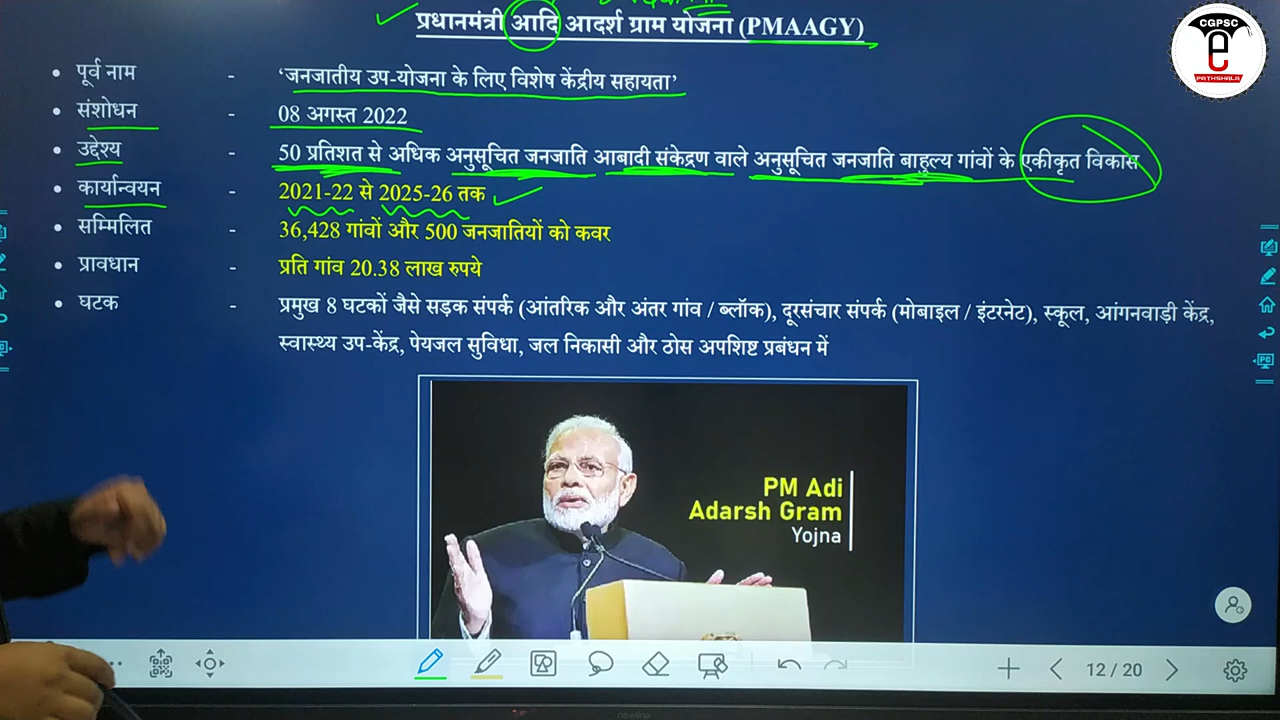 प्रधानमंत्री आदि आदर्श ग्राम योजना (PMAAGY)
CGPSC
e
PATHSHALA
• पूर्व नाम - 'जनजातीय उप-योजना के लिए विशेष केंद्रीय सहायता'
• संशोधन - 08 अगस्त 2022
• उद्देश्य - 50 प्रतिशत से अधिक अनुसूचित जनजाति आबादी संकेद्रण वाले अनुसूचित जनजाति बाहुल्य गांवों के एकीकृत विकास
• कार्यान्वयन - 2021-22 से 2025-26 तक
• सम्मिलित - 36,428 गांवों और 500 जनजातियों को कवर
• प्रावधान - प्रति गांव 20.38 लाख रुपये
• घटक - प्रमुख 8 घटकों जैसे सड़क संपर्क (आंतरिक और अंतर गांव / ब्लॉक), दूरसंचार संपर्क (मोबाइल / इंटरनेट), स्कूल, आंगनवाड़ी केंद्र,
स्वास्थ्य उप-केंद्र, पेयजल सुविधा, जल निकासी और ठोस अपशिष्ट प्रबंधन में
PM Adi
Adarsh Gram
Yojna
12 / 20
newline